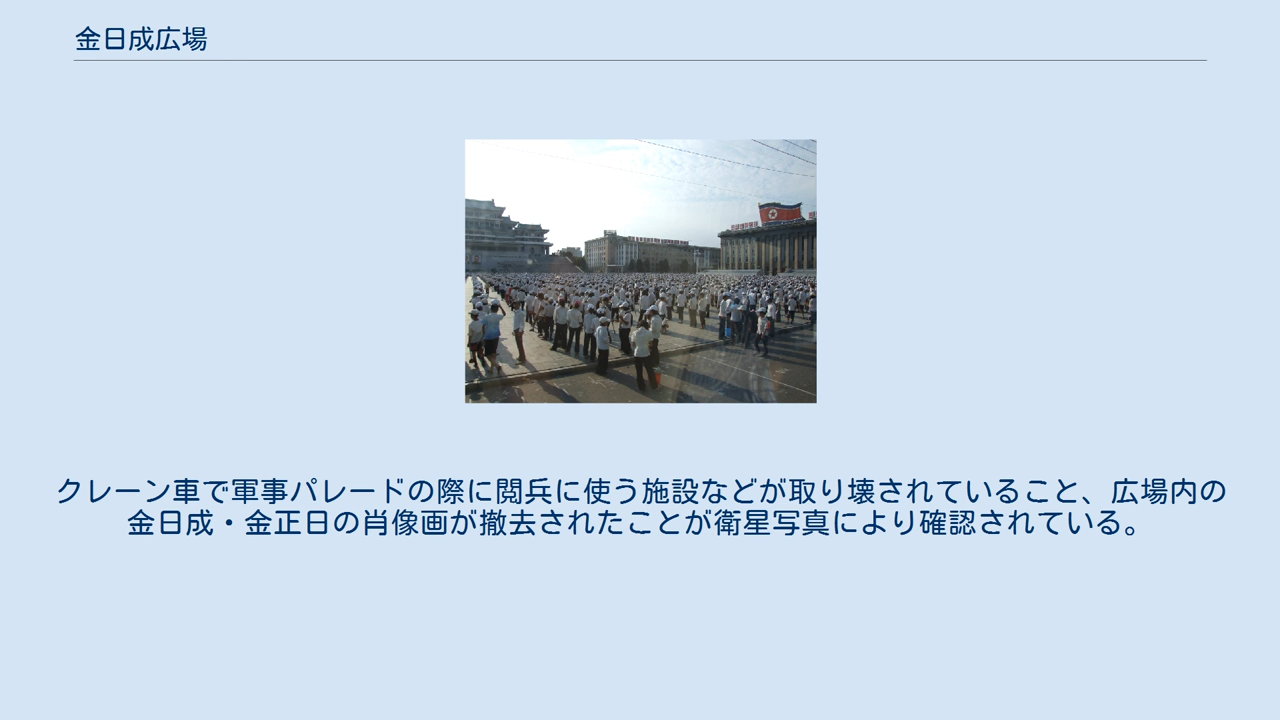 金日成広場
クレーン車で軍事パレードの際に閲兵に使う施設などが取り壊されていること、広場内の
金日成・金正日の肖像画が撤去されたことが衛星写真により確認されている。